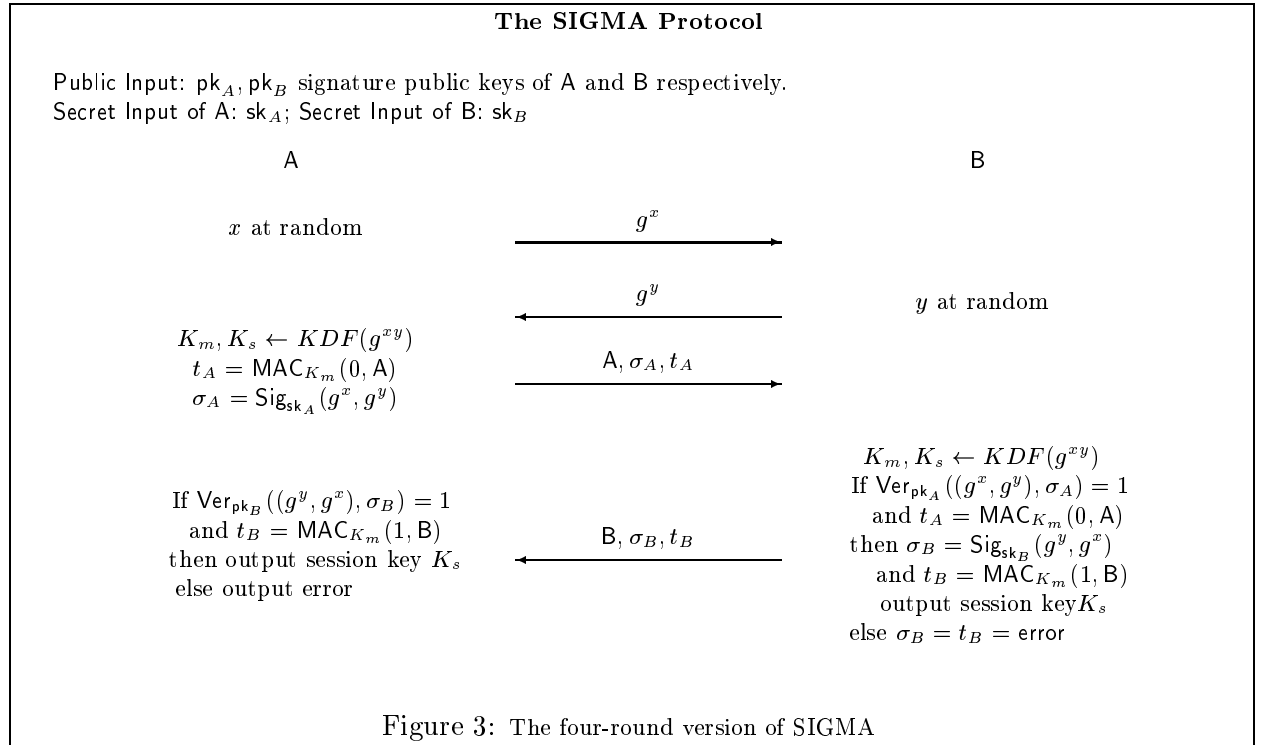 The SIGMA Protocol
Public Input: pk_A, pk_B signature public keys of A and B respectively.
Secret Input of A: sk_A; Secret Input of B: sk_B
A
B
x at random
g^x
g^y
y at random
K_m, K_s ← KDF(g^{xy})
t_A = MAC_{K_m}(0, A)
σ_A = Sig_{sk_A}(g^x, g^y)
A, σ_A, t_A
K_m, K_s ← KDF(g^{xy})
If Ver_{pk_A}((g^x, g^y), σ_A) = 1
and t_A = MAC_{K_m}(0, A)
then σ_B = Sig_{sk_B}(g^y, g^x)
and t_B = MAC_{K_m}(1, B)
output session keyK_s
else σ_B = t_B = error
B, σ_B, t_B
If Ver_{pk_B}((g^y, g^x), σ_B) = 1
and t_B = MAC_{K_m}(1, B)
then output session key K_s
else output error
Figure 3: The four-round version of SIGMA